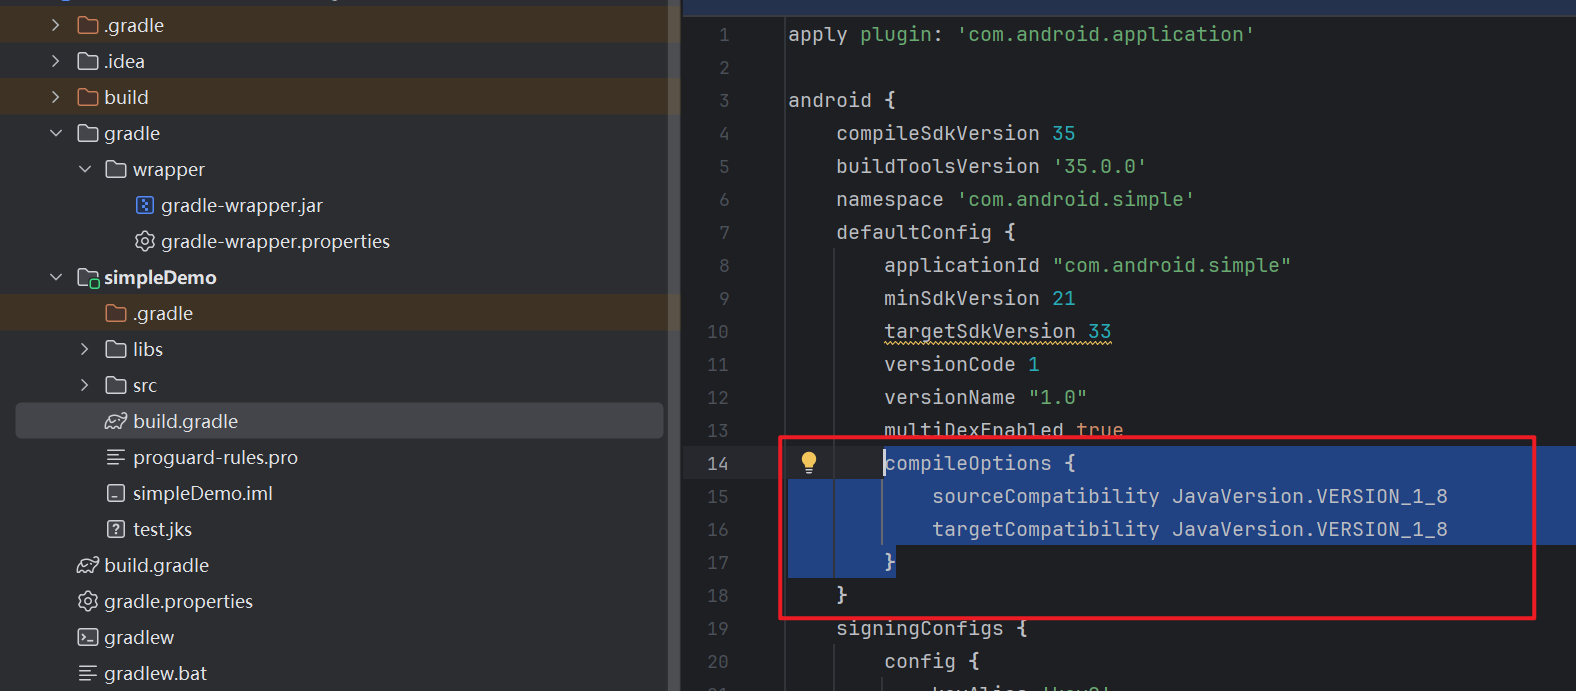 .gradle
.idea
build
gradle
wrapper
gradle-wrapper.jar
gradle-wrapper.properties
simpleDemo
.gradle
libs
src
build.gradle
proguard-rules.pro
simpleDemo.iml
test.jks
build.gradle
gradle.properties
gradlew
gradlew.bat
1 apply plugin: 'com.android.application'
2
3 android {
4 compileSdkVersion 35
5 buildToolsVersion '35.0.0'
6 namespace 'com.android.simple'
7 defaultConfig {
8 applicationId "com.android.simple"
9 minSdkVersion 21
10 targetSdkVersion 33
11 versionCode 1
12 versionName "1.0"
13 multiDexEnabled true
14 compileOptions {
15 sourceCompatibility JavaVersion.VERSION_1_8
16 targetCompatibility JavaVersion.VERSION_1_8
17 }
18 }
19 signingConfigs {
20 config {